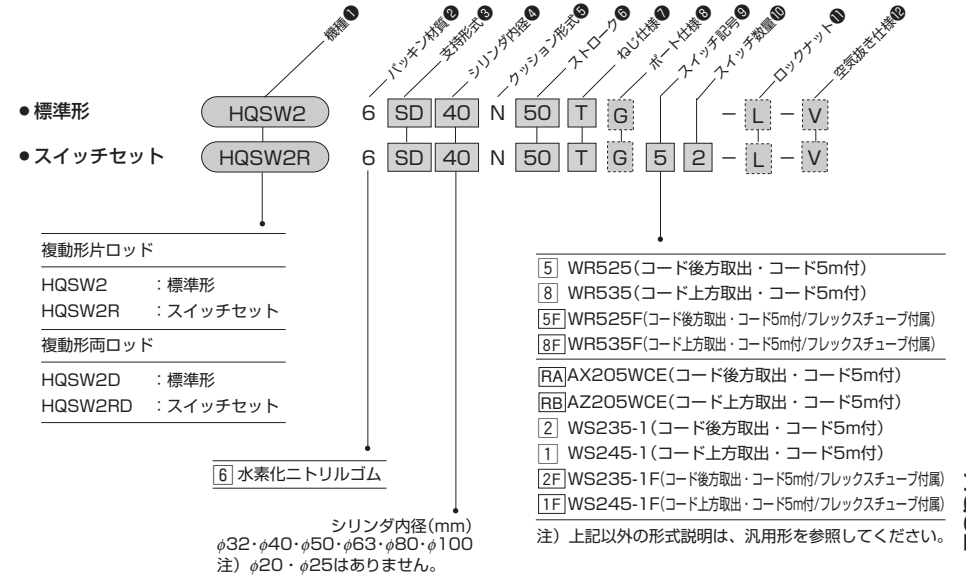 機種❶
パッキン材質❷
支持形式❸
シリンダ内径❹
クッション形式❺
ストローク❻
ねじ仕様❼
ポート仕様❽
スイッチ記号❾
スイッチ数量❿
ロックナット⓫
空気抜き仕様⓬
●標準形 HQSW2 6 SD 40 N 50 T G － L － V
●スイッチセット HQSW2R 6 SD 40 N 50 T G 5 2 － L － V
複動形片ロッド
HQSW2 ：標準形
HQSW2R ：スイッチセット
複動形両ロッド
HQSW2D ：標準形
HQSW2RD ：スイッチセット
6 水素化ニトリルゴム
シリンダ内径(mm)
φ32・φ40・φ50・φ63・φ80・φ100
注）φ20・φ25はありません。
5 WR525(コード後方取出・コード5m付)
8 WR535(コード上方取出・コード5m付)
5F WR525F(コード後方取出・コード5m付/フレックスチューブ付属)
8F WR535F(コード上方取出・コード5m付/フレックスチューブ付属)
RA AX205WCE(コード後方取出・コード5m付)
RB AZ205WCE(コード上方取出・コード5m付)
2 WS235-1(コード後方取出・コード5m付)
1 WS245-1(コード上方取出・コード5m付)
2F WS235-1F(コード後方取出・コード5m付/フレックスチューブ付属)
1F WS245-1F(コード上方取出・コード5m付/フレックスチューブ付属)
注）上記以外の形式説明は、汎用形を参照してください。